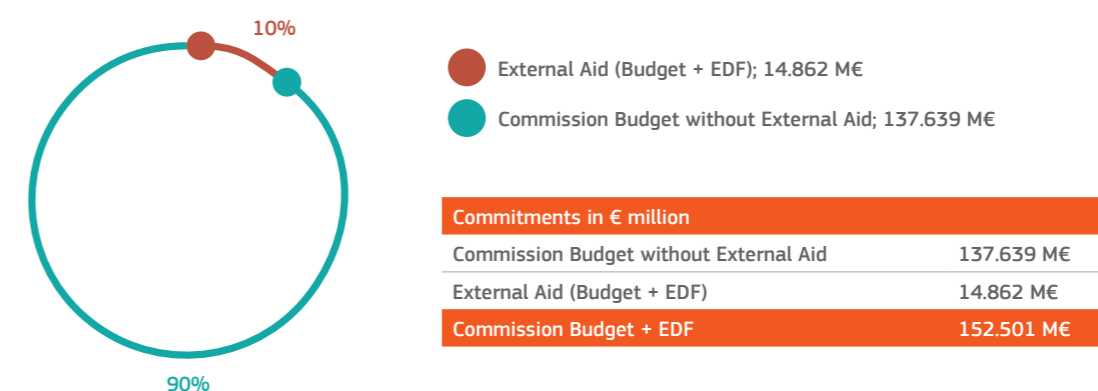 10%
90%
External Aid (Budget + EDF); 14.862 M€
Commission Budget without External Aid; 137.639 M€
Commitments in € million
Commission Budget without External Aid 137.639 M€
External Aid (Budget + EDF) 14.862 M€
Commission Budget + EDF 152.501 M€